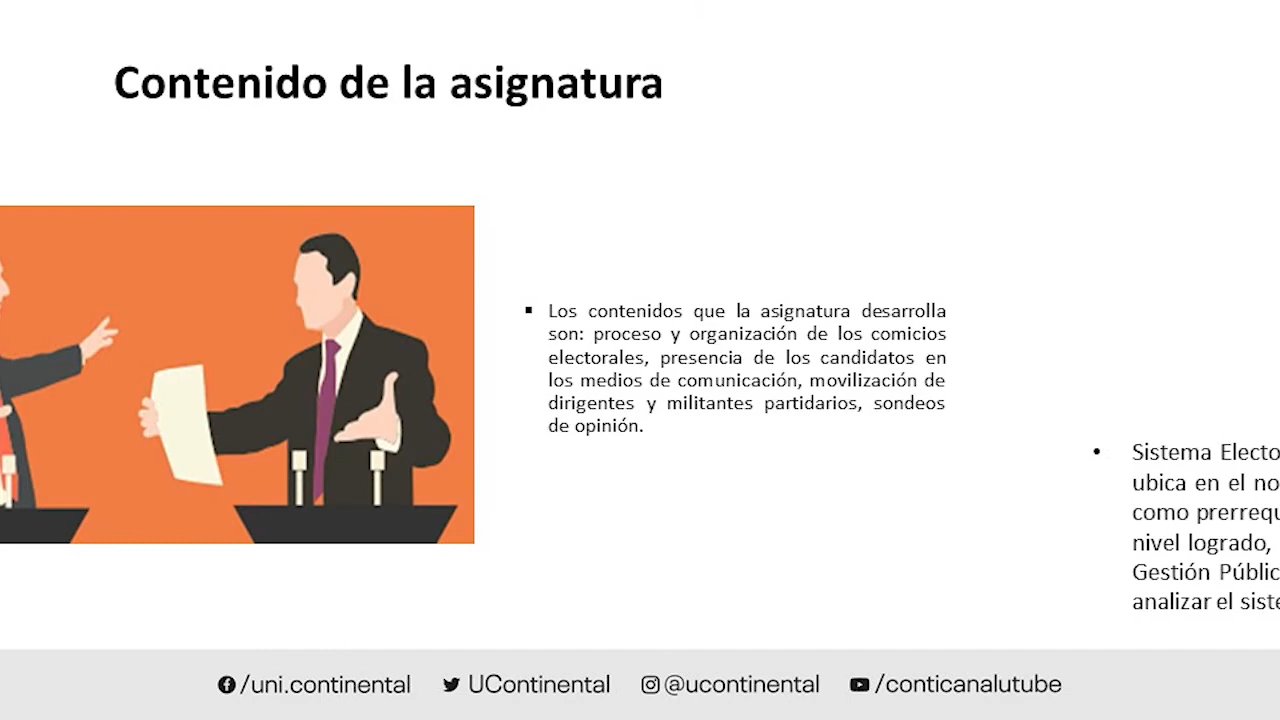 Contenido de la asignatura
▪ Los contenidos que la asignatura desarrolla
son: proceso y organización de los comicios
electorales, presencia de los candidatos en
los medios de comunicación, movilización de
dirigentes y militantes partidarios, sondeos
de opinión.
• Sistema Electo
ubica en el no
como prerrequ
nivel logrado,
Gestión Públic
analizar el siste
/uni.continental UContinental @ucontinental /conticanalutube